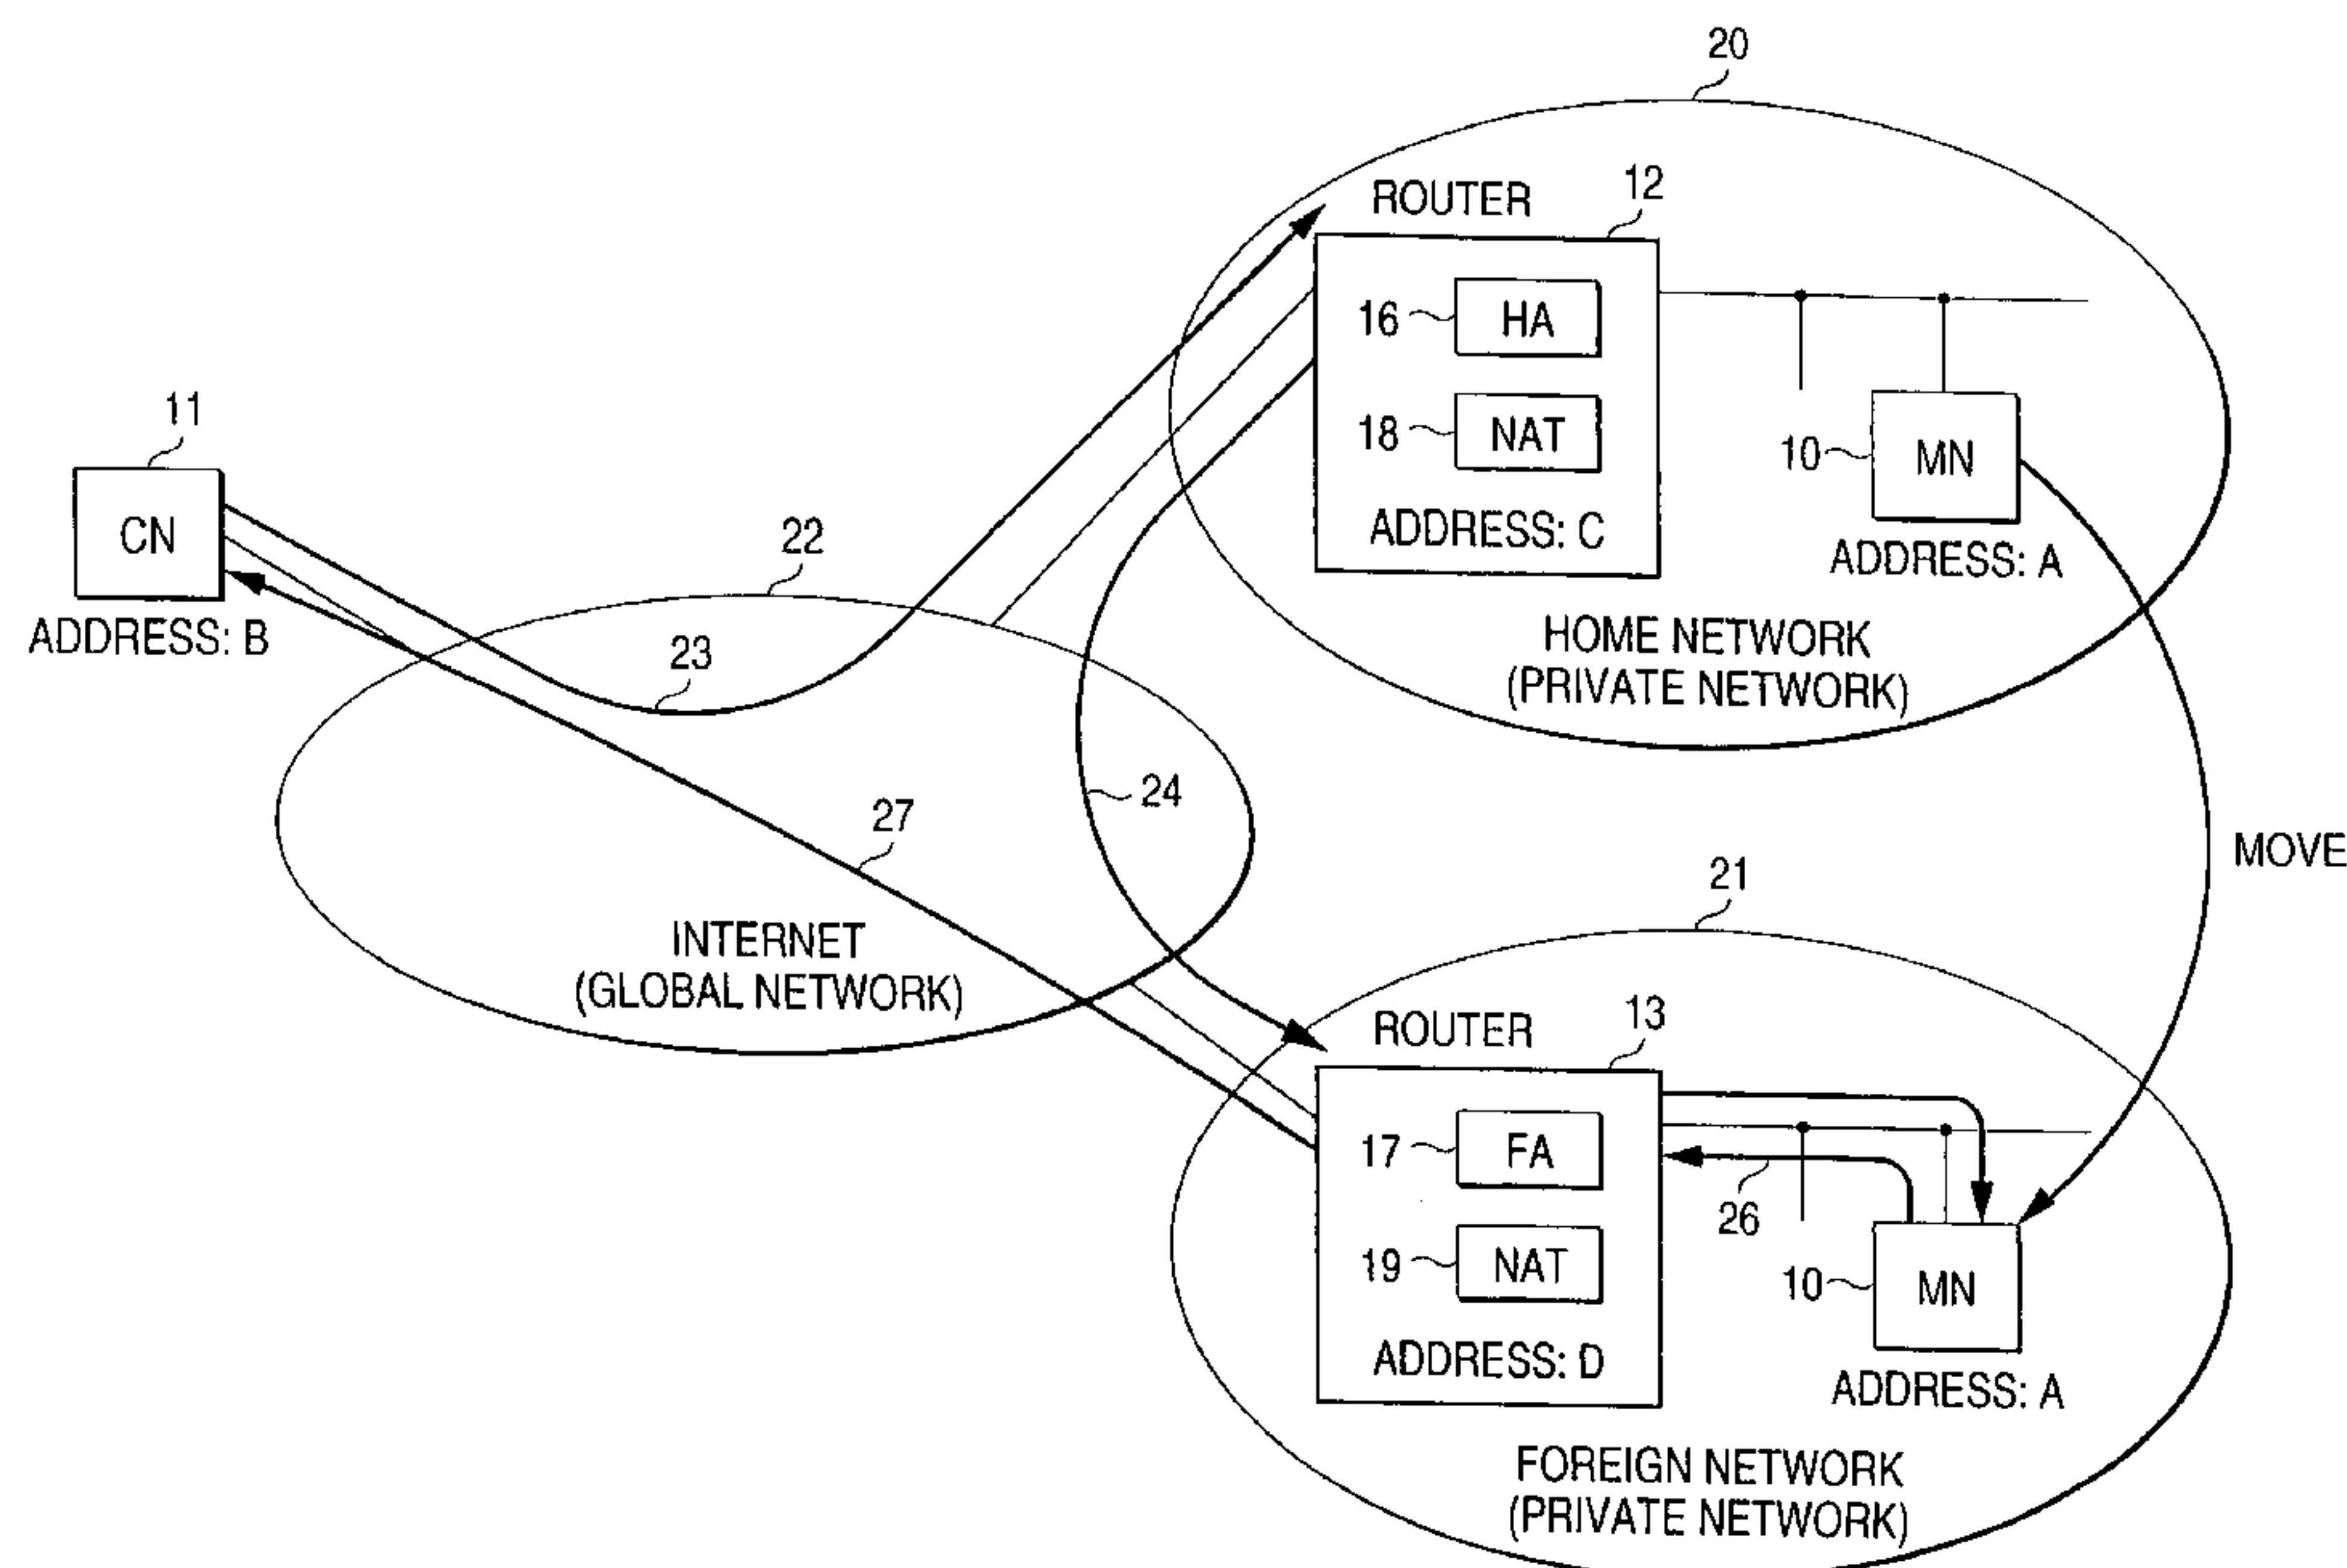 20
ROUTER
12
16
HA
18
NAT
ADDRESS: C
10
MN
ADDRESS: A
HOME NETWORK
(PRIVATE NETWORK)
11
CN
ADDRESS: B
22
23
24
27
INTERNET
(GLOBAL NETWORK)
MOVE
21
ROUTER
13
17
FA
19
NAT
ADDRESS: D
26
10
MN
ADDRESS: A
FOREIGN NETWORK
(PRIVATE NETWORK)